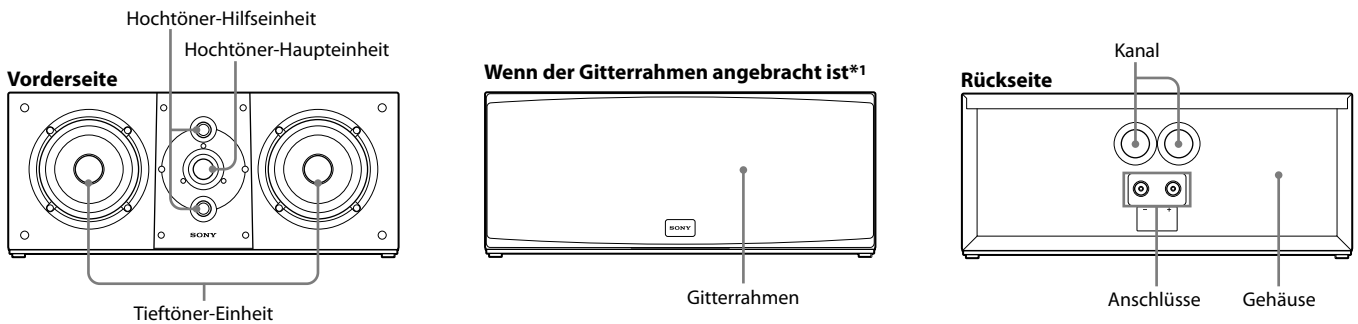 Hochtöner-Hilfseinheit
Hochtöner-Haupteinheit
Vorderseite
SONY
Tieftöner-Einheit
Wenn der Gitterrahmen angebracht ist*1
SONY
Gitterrahmen
Kanal
Rückseite
– +
Anschlüsse
Gehäuse